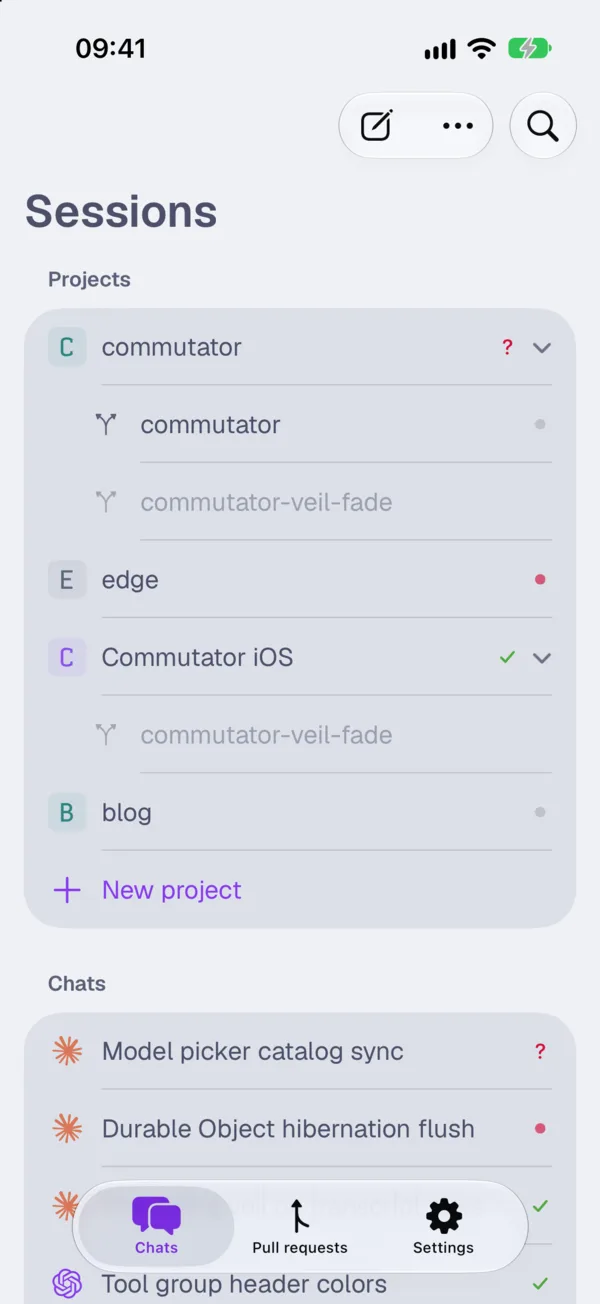 09:41
Sessions
Projects
C commutator ?
commutator
commutator-veil-fade
E edge
C Commutator iOS
commutator-veil-fade
B blog
New project
Chats
Model picker catalog sync ?
Durable Object hibernation flush
Chats Pull requests Settings
Tool group header colors